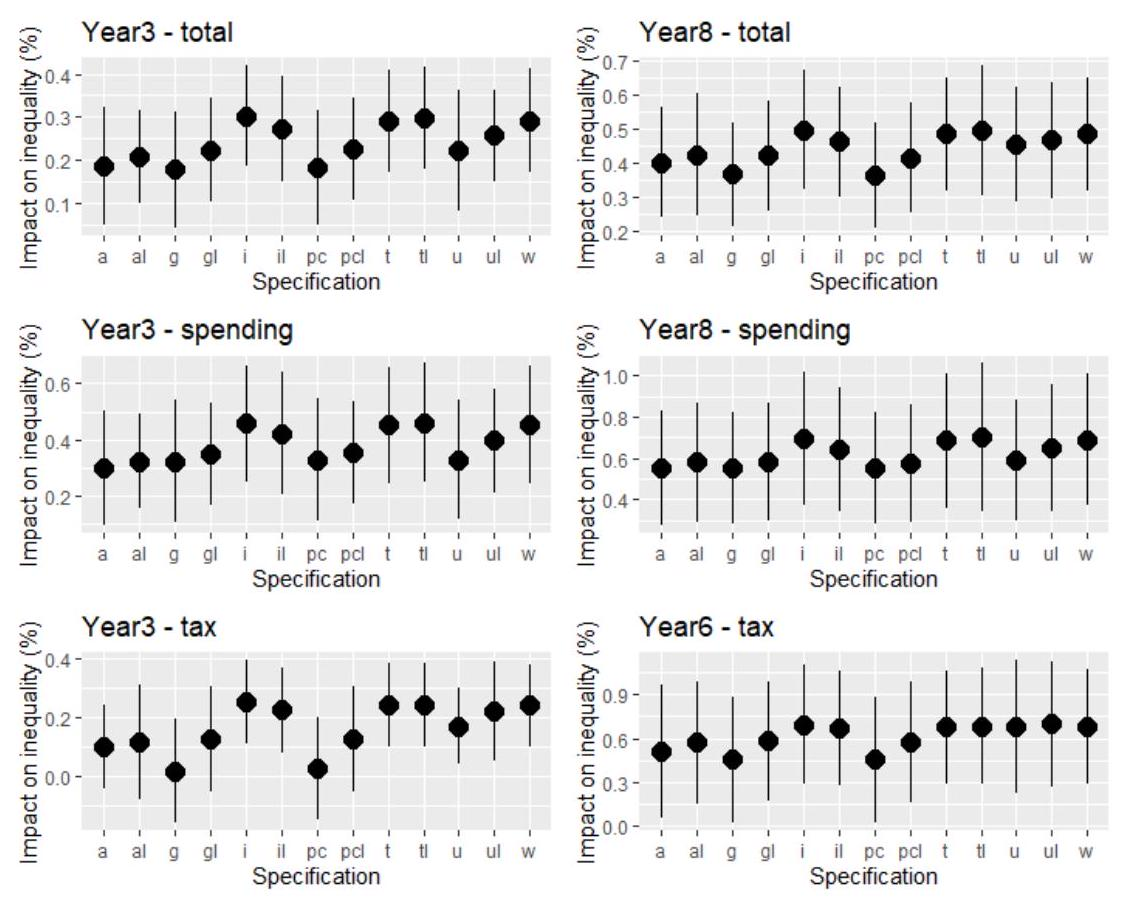 Year3 - total
Impact on inequality (%)
0.4
0.3
0.2
0.1
a al g gl i il pc pcl t tl u ul w
Specification
Year8 - total
Impact on inequality (%)
0.7
0.6
0.5
0.4
0.3
0.2
a al g gl i il pc pcl t tl u ul w
Specification
Year3 - spending
Impact on inequality (%)
0.6
0.4
0.2
a al g gl i il pc pcl t tl u ul w
Specification
Year8 - spending
Impact on inequality (%)
1.0
0.8
0.6
0.4
a al g gl i il pc pcl t tl u ul w
Specification
Year3 - tax
Impact on inequality (%)
0.4
0.2
0.0
a al g gl i il pc pcl t tl u ul w
Specification
Year6 - tax
Impact on inequality (%)
0.9
0.6
0.3
0.0
a al g gl i il pc pcl t tl u ul w
Specification